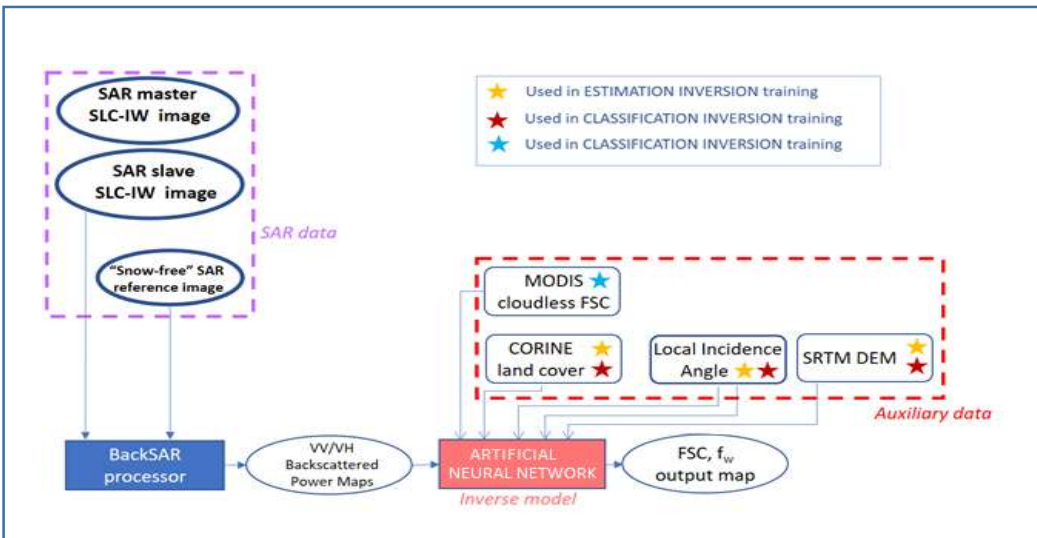 SAR master
SLC-IW image
SAR slave
SLC-IW image
"Snow-free" SAR
reference image
SAR data
Used in ESTIMATION INVERSION training
Used in CLASSIFICATION INVERSION training
Used in CLASSIFICATION INVERSION training
MODIS
cloudless FSC
CORINE
land cover
Local Incidence
Angle
SRTM DEM
Auxiliary data
BackSAR
processor
VV/VH
Backscattered
Power Maps
ARTIFICIAL
NEURAL NETWORK
Inverse model
FSC, fw
output map